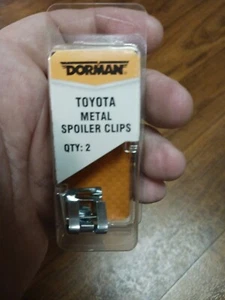 DORMAN
TOYOTA
METAL
SPOILER CLIPS
QTY: 2